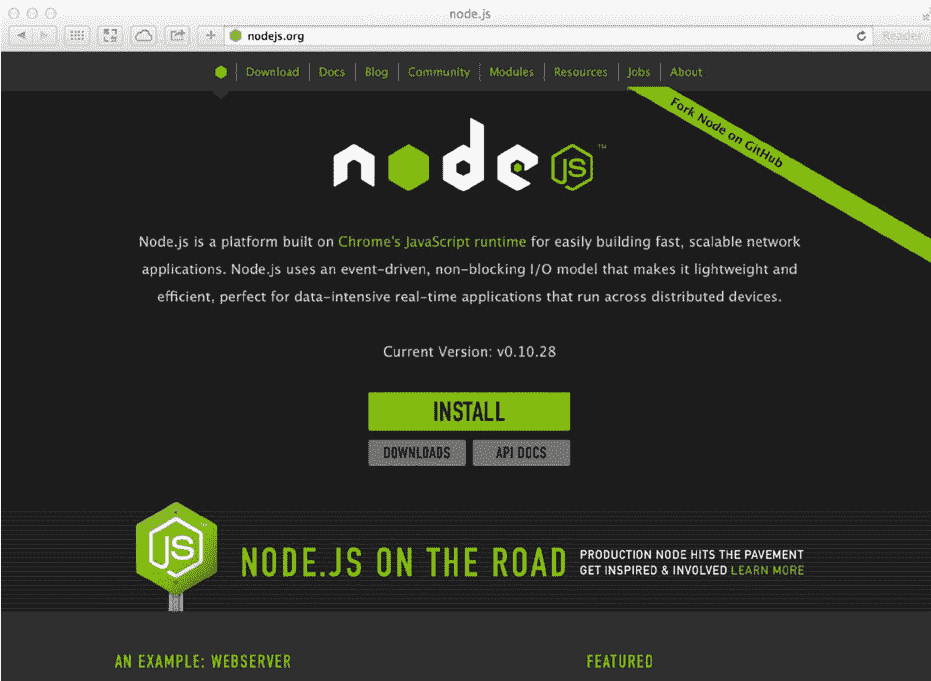 node.js
nodejs.org
Reader
Download
Docs
Blog
Community
Modules
Resources
Jobs
About
Fork Node on GitHub
node JS ™
Node.js is a platform built on Chrome's JavaScript runtime for easily building fast, scalable network
applications. Node.js uses an event-driven, non-blocking I/O model that makes it lightweight and
efficient, perfect for data-intensive real-time applications that run across distributed devices.
Current Version: v0.10.28
INSTALL
DOWNLOADS
API DOCS
JS
NODE.JS ON THE ROAD
PRODUCTION NODE HITS THE PAVEMENT
GET INSPIRED & INVOLVED LEARN MORE
AN EXAMPLE: WEBSERVER
FEATURED